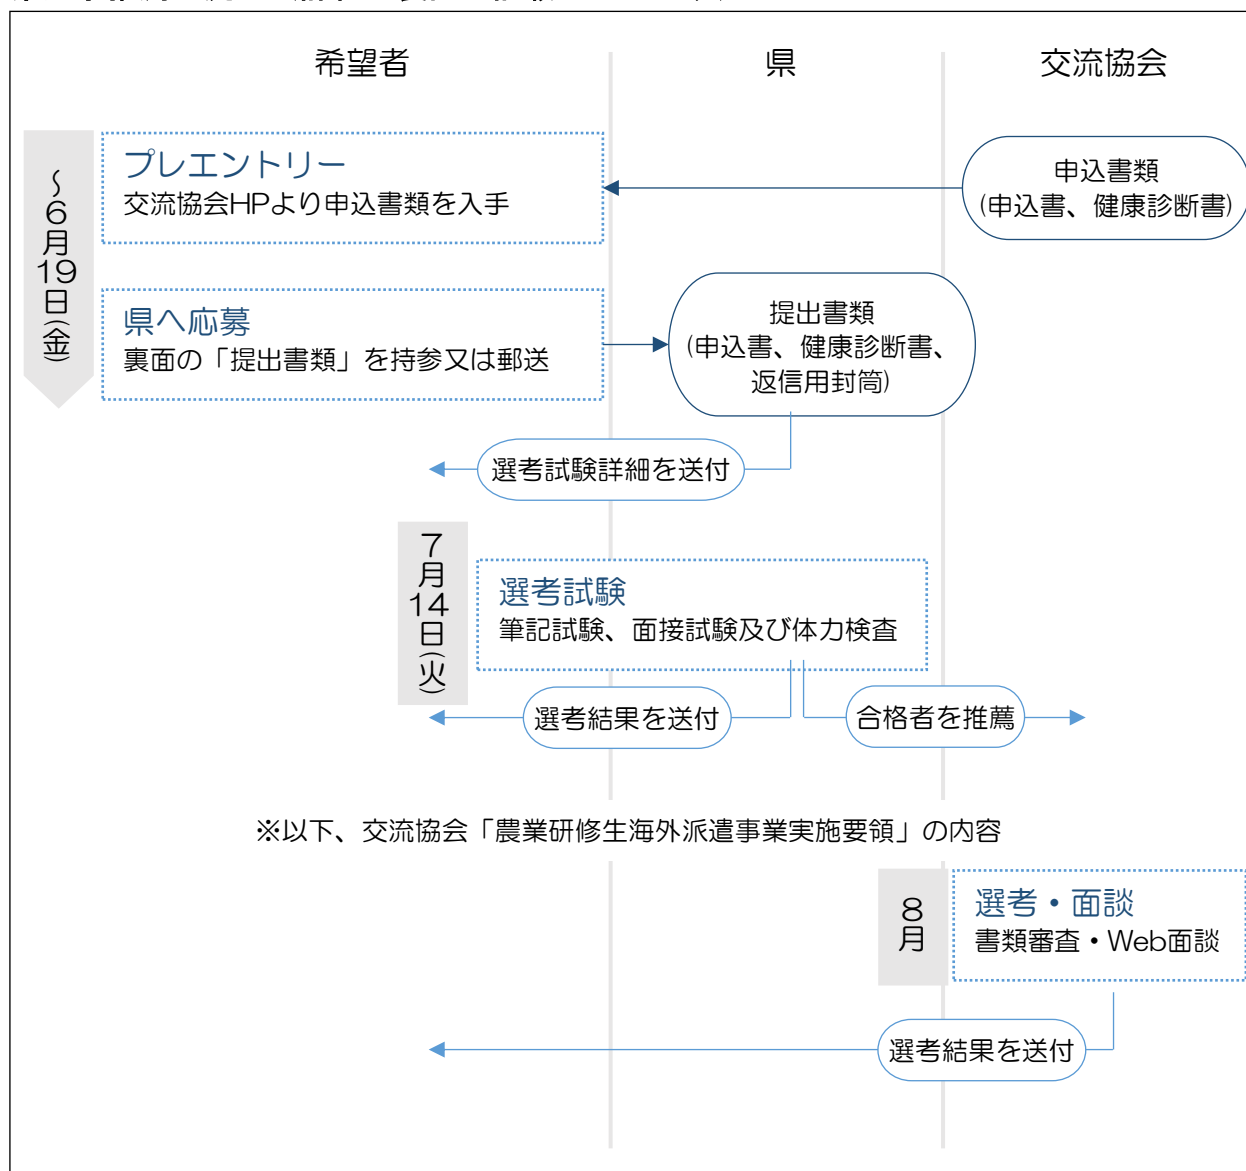 希望者
県
交流協会
～6月19日(金)
プレエントリー
交流協会HPより申込書類を入手
申込書類
(申込書、健康診断書)
県へ応募
裏面の「提出書類」を持参又は郵送
提出書類
(申込書、健康診断書、
返信用封筒)
選考試験詳細を送付
7月14日(火)
選考試験
筆記試験、面接試験及び体力検査
選考結果を送付
合格者を推薦
※以下、交流協会「農業研修生海外派遣事業実施要領」の内容
8月
選考・面談
書類審査・Web面談
選考結果を送付